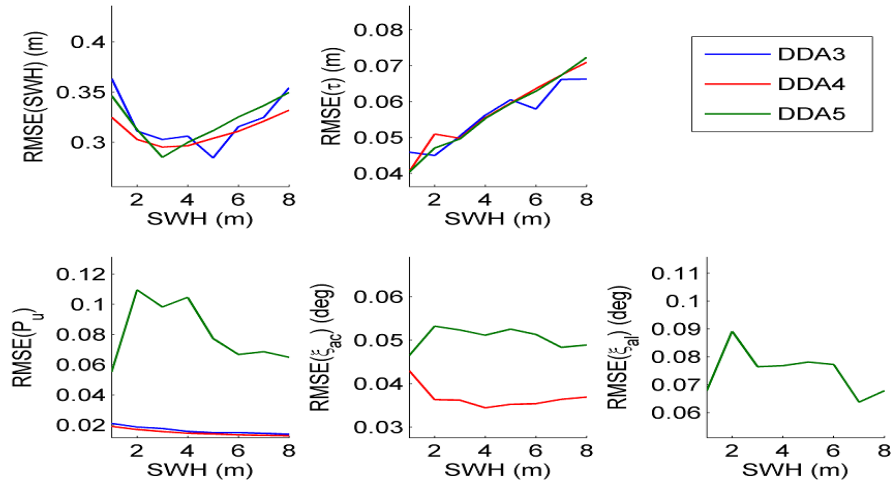 RMSE(SWH) (m)
0.4
0.35
0.3
2 4 6 8
SWH (m)
RMSE(τ) (m)
0.08
0.07
0.06
0.05
0.04
2 4 6 8
SWH (m)
DDA3
DDA4
DDA5
RMSE(P_u)
0.12
0.1
0.08
0.06
0.04
0.02
2 4 6 8
SWH (m)
RMSE(ξ_ac) (deg)
0.06
0.05
0.04
0.03
2 4 6 8
SWH (m)
RMSE(ξ_al) (deg)
0.11
0.1
0.09
0.08
0.07
0.06
2 4 6 8
SWH (m)